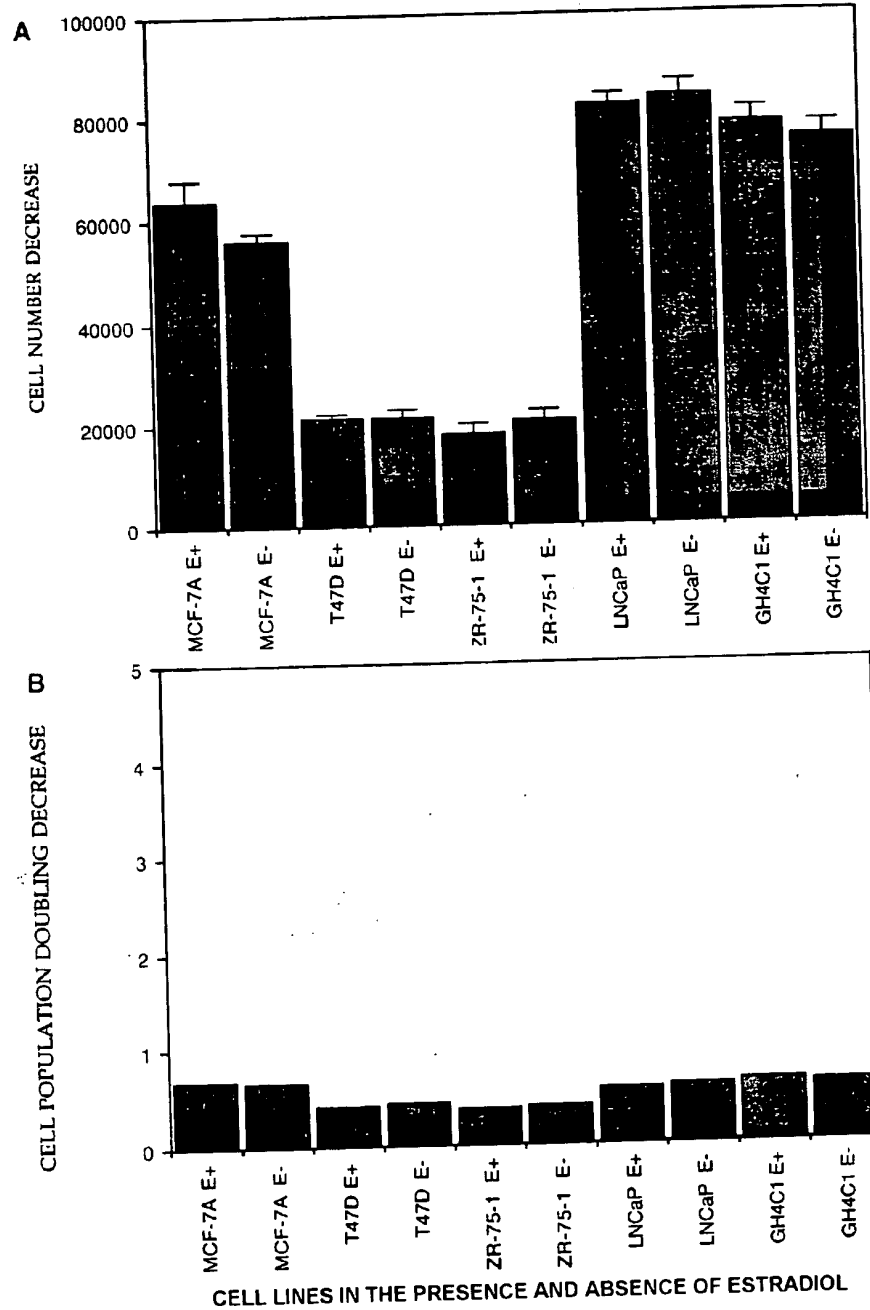 A
CELL NUMBER DECREASE
100000
80000
60000
40000
20000
0
MCF-7A E+
MCF-7A E-
T47D E+
T47D E-
ZR-75-1 E+
ZR-75-1 E-
LNCaP E+
LNCaP E-
GH4C1 E+
GH4C1 E-
B
CELL POPULATION DOUBLING DECREASE
5
4
3
2
1
0
MCF-7A E+
MCF-7A E-
T47D E+
T47D E-
ZR-75-1 E+
ZR-75-1 E-
LNCaP E+
LNCaP E-
GH4C1 E+
GH4C1 E-
CELL LINES IN THE PRESENCE AND ABSENCE OF ESTRADIOL